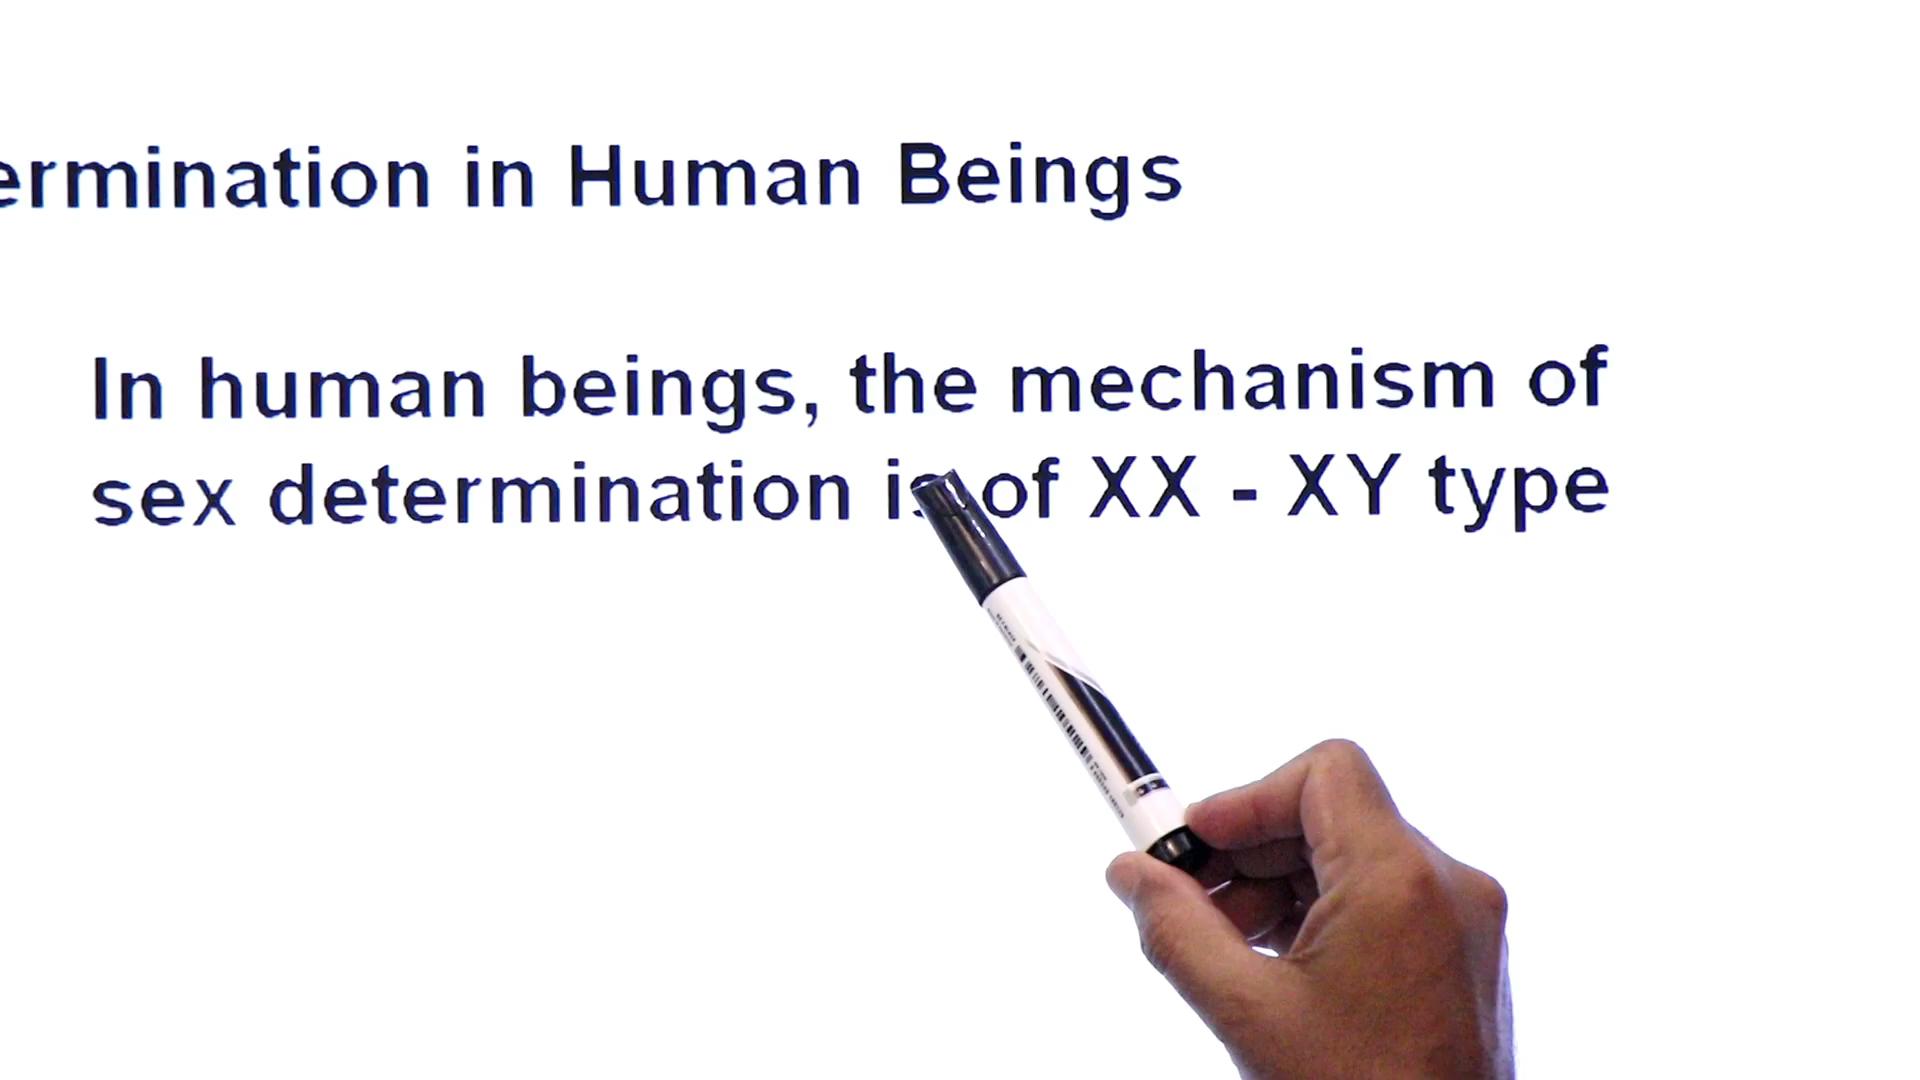 ermination in Human Beings
In human beings, the mechanism of
sex determination is of XX - XY type